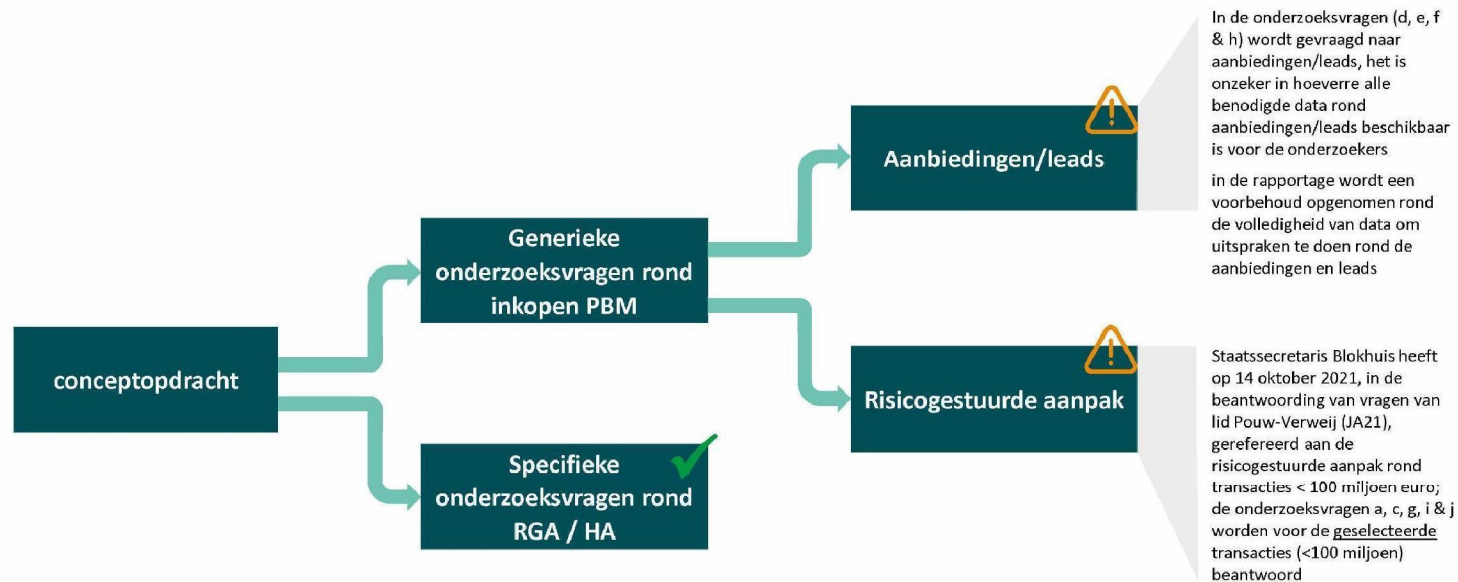 conceptopdracht
Generieke
onderzoeksvragen rond
inkopen PBM
Specifieke
onderzoeksvragen rond
RGA / HA
Aanbiedingen/leads
Risicogestuurde aanpak
In de onderzoeksvragen (d, e, f
& h) wordt gevraagd naar
aanbiedingen/leads, het is
onzeker in hoeverre alle
benodigde data rond
aanbiedingen/leads beschikbaar
is voor de onderzoekers
in de rapportage wordt een
voorbehoud opgenomen rond
de volledigheid van data om
uitspraken te doen rond de
aanbiedingen en leads
Staatssecretaris Blokhuis heeft
op 14 oktober 2021, in de
beantwoording van vragen van
lid Pouw-Verweij (JA21),
gerefereerd aan de
risicogestuurde aanpak rond
transacties < 100 miljoen euro;
de onderzoeksvragen a, c, g, i & j
worden voor de geselecteerde
transacties (<100 miljoen)
beantwoord